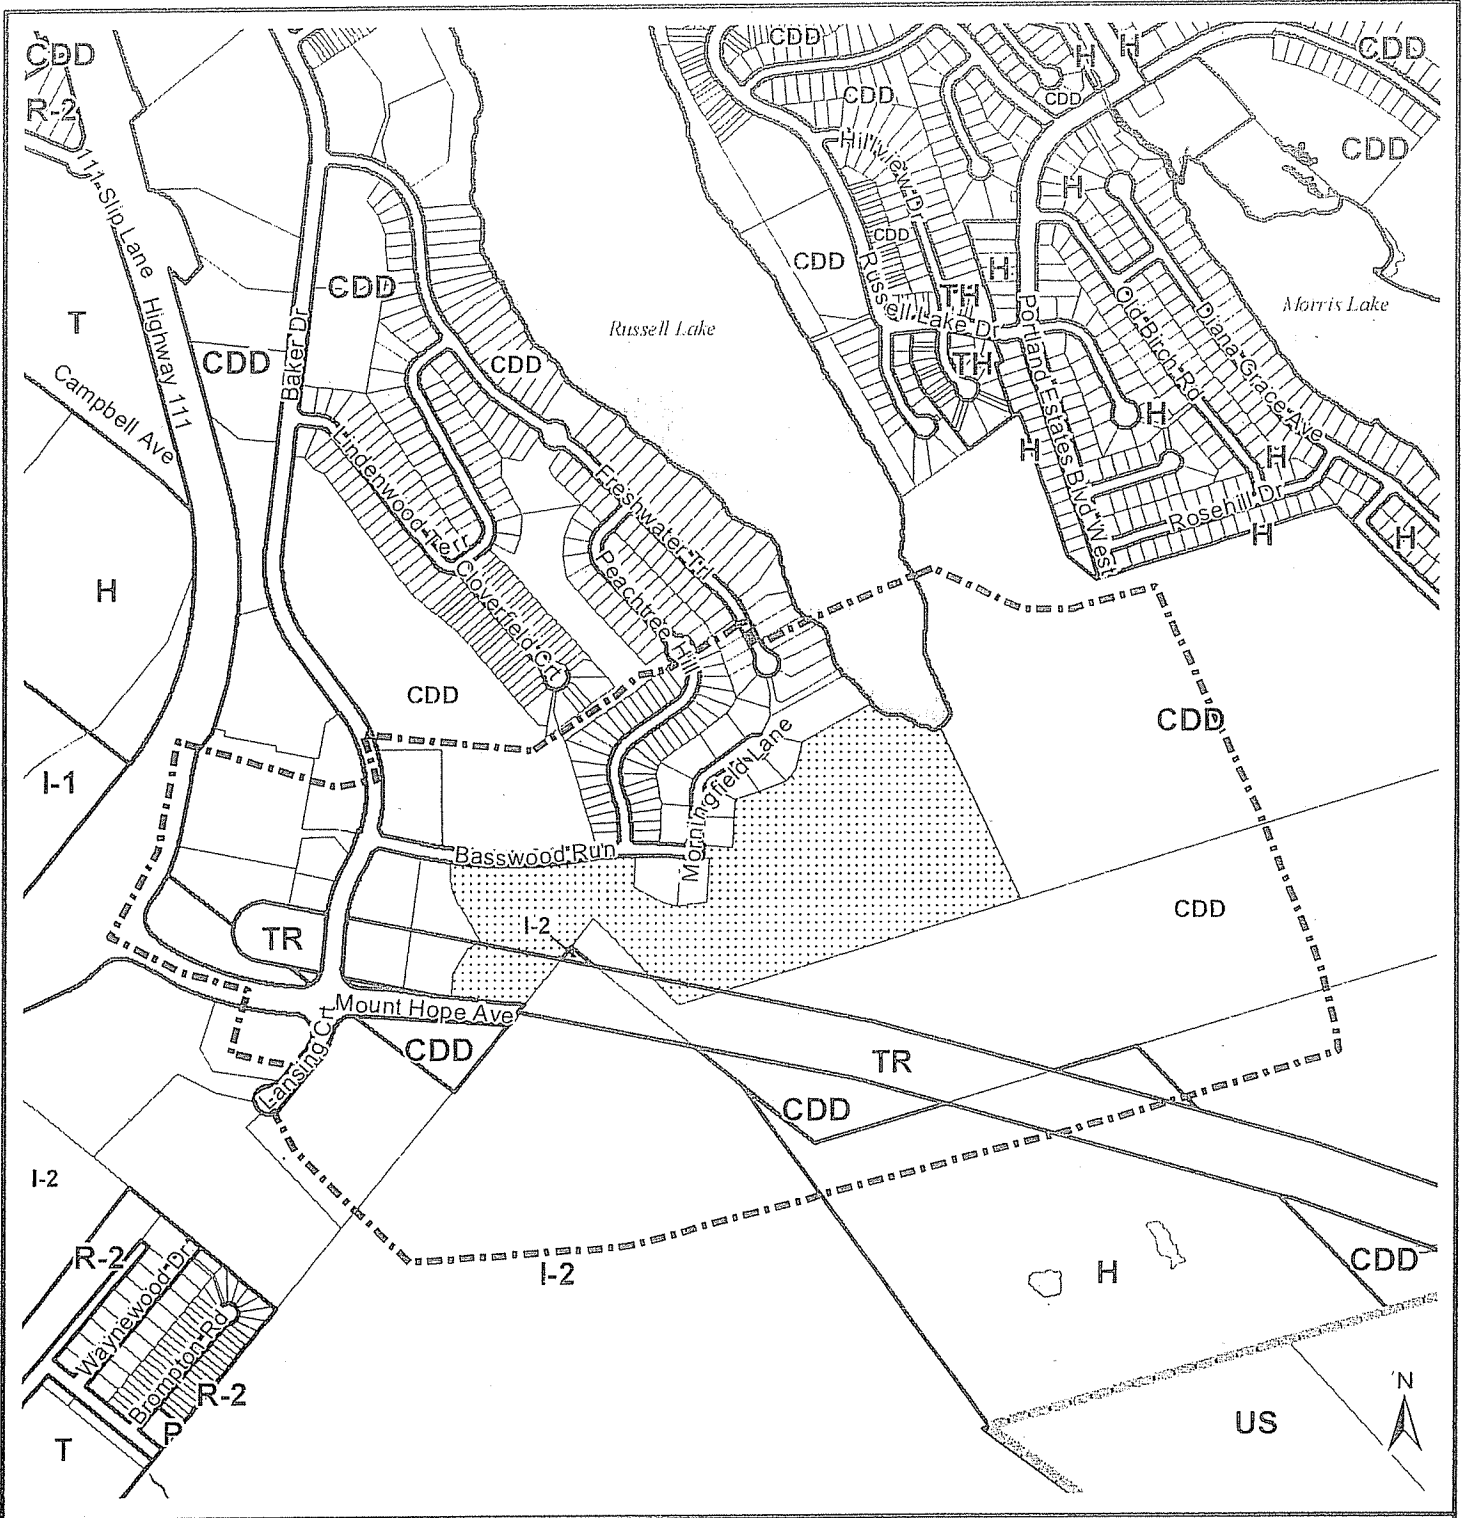 CDD
CDD
H
H
CDD
R-2
CDD
CDD
Hillview Dr
CDD
111-Slip Lane
H
CDD
CDD
H
TH
CDD
Russell Lake
Morris Lake
T
Highway 111
CDD
Baker Dr
CDD
Russell Lake Dr
TH
Portland Estates Blvd West
Old Birch Rd
Diana Grace Ave
Campbell Ave
H
H
H
Lindenwood Terr
Freshwater Trl
Rosehill Dr
H
H
H
Cloverfield Crt
Peachtree Hill
CDD
CDD
I-1
Morningfield Lane
Basswood Run
CDD
I-2
TR
Mount Hope Ave
CDD
Lansing Crt
TR
CDD
I-2
R-2
Waynewood Dr
I-2
H
CDD
Brompton Rd
R-2
P
T
US
N